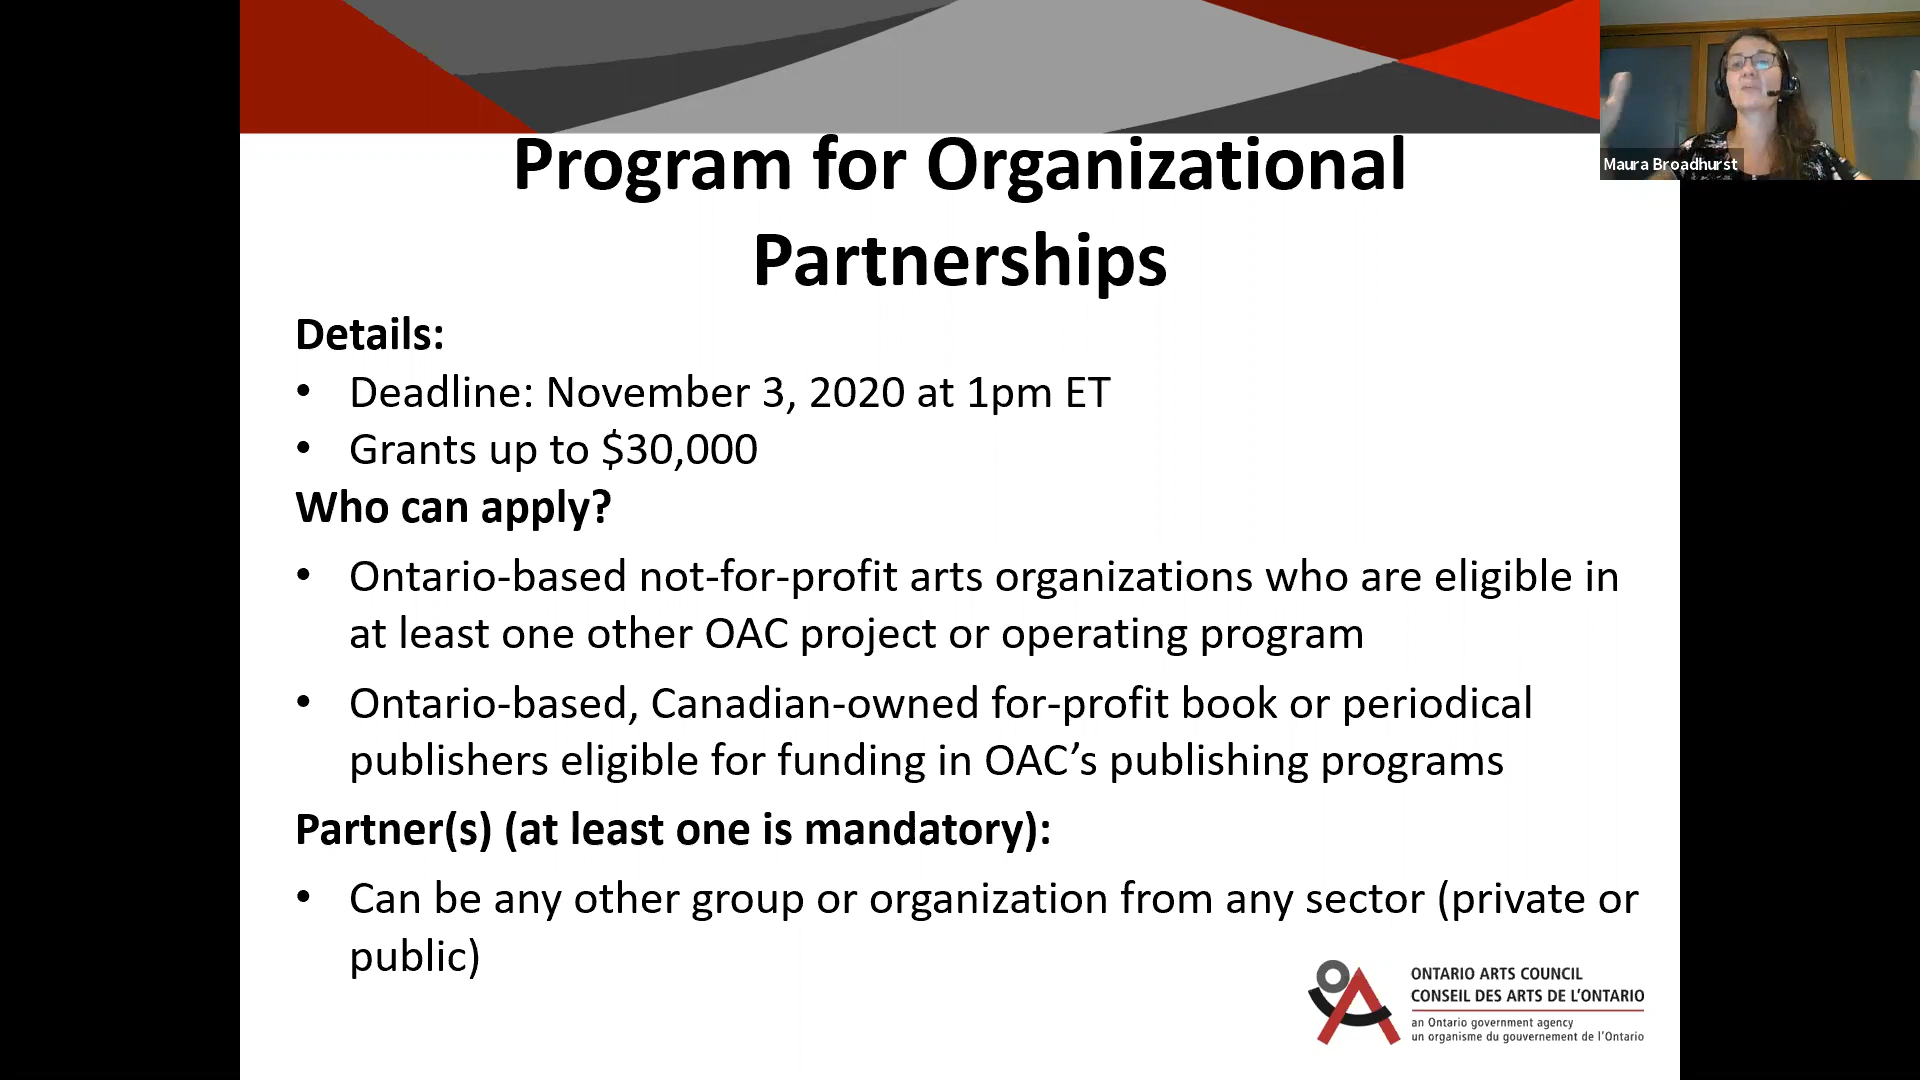 Program for Organizational
Partnerships
Maura Broadhurst
Details:
• Deadline: November 3, 2020 at 1pm ET
• Grants up to $30,000
Who can apply?
• Ontario-based not-for-profit arts organizations who are eligible in
at least one other OAC project or operating program
• Ontario-based, Canadian-owned for-profit book or periodical
publishers eligible for funding in OAC’s publishing programs
Partner(s) (at least one is mandatory):
• Can be any other group or organization from any sector (private or
public)
ONTARIO ARTS COUNCIL
CONSEIL DES ARTS DE L’ONTARIO
an Ontario government agency
un organisme du gouvernement de l’Ontario